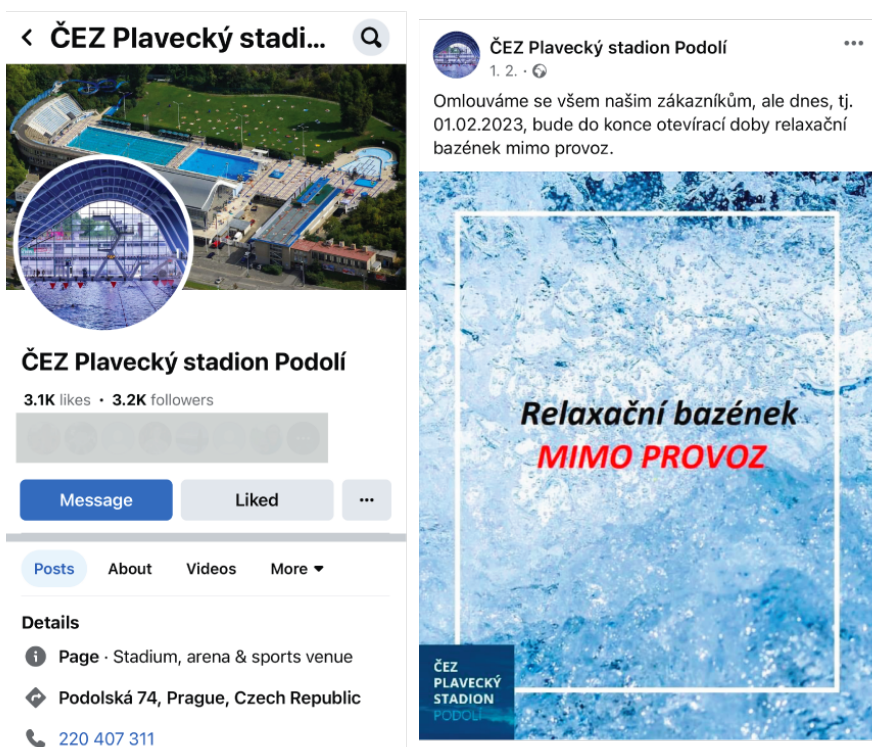 ČEZ Plavecký stadi...
ČEZ Plavecký stadion Podolí
3.1K likes • 3.2K followers
Message
Liked
...
Posts
About
Videos
More
Details
Page · Stadium, arena & sports venue
Podolská 74, Prague, Czech Republic
220 407 311
ČEZ Plavecký stadion Podolí
1. 2. ·
Omlouváme se všem našim zákazníkům, ale dnes, tj.
01.02.2023, bude do konce otevírací doby relaxační
bazének mimo provoz.
Relaxační bazének
MIMO PROVOZ
ČEZ
PLAVECKÝ
STADION
PODOLÍ